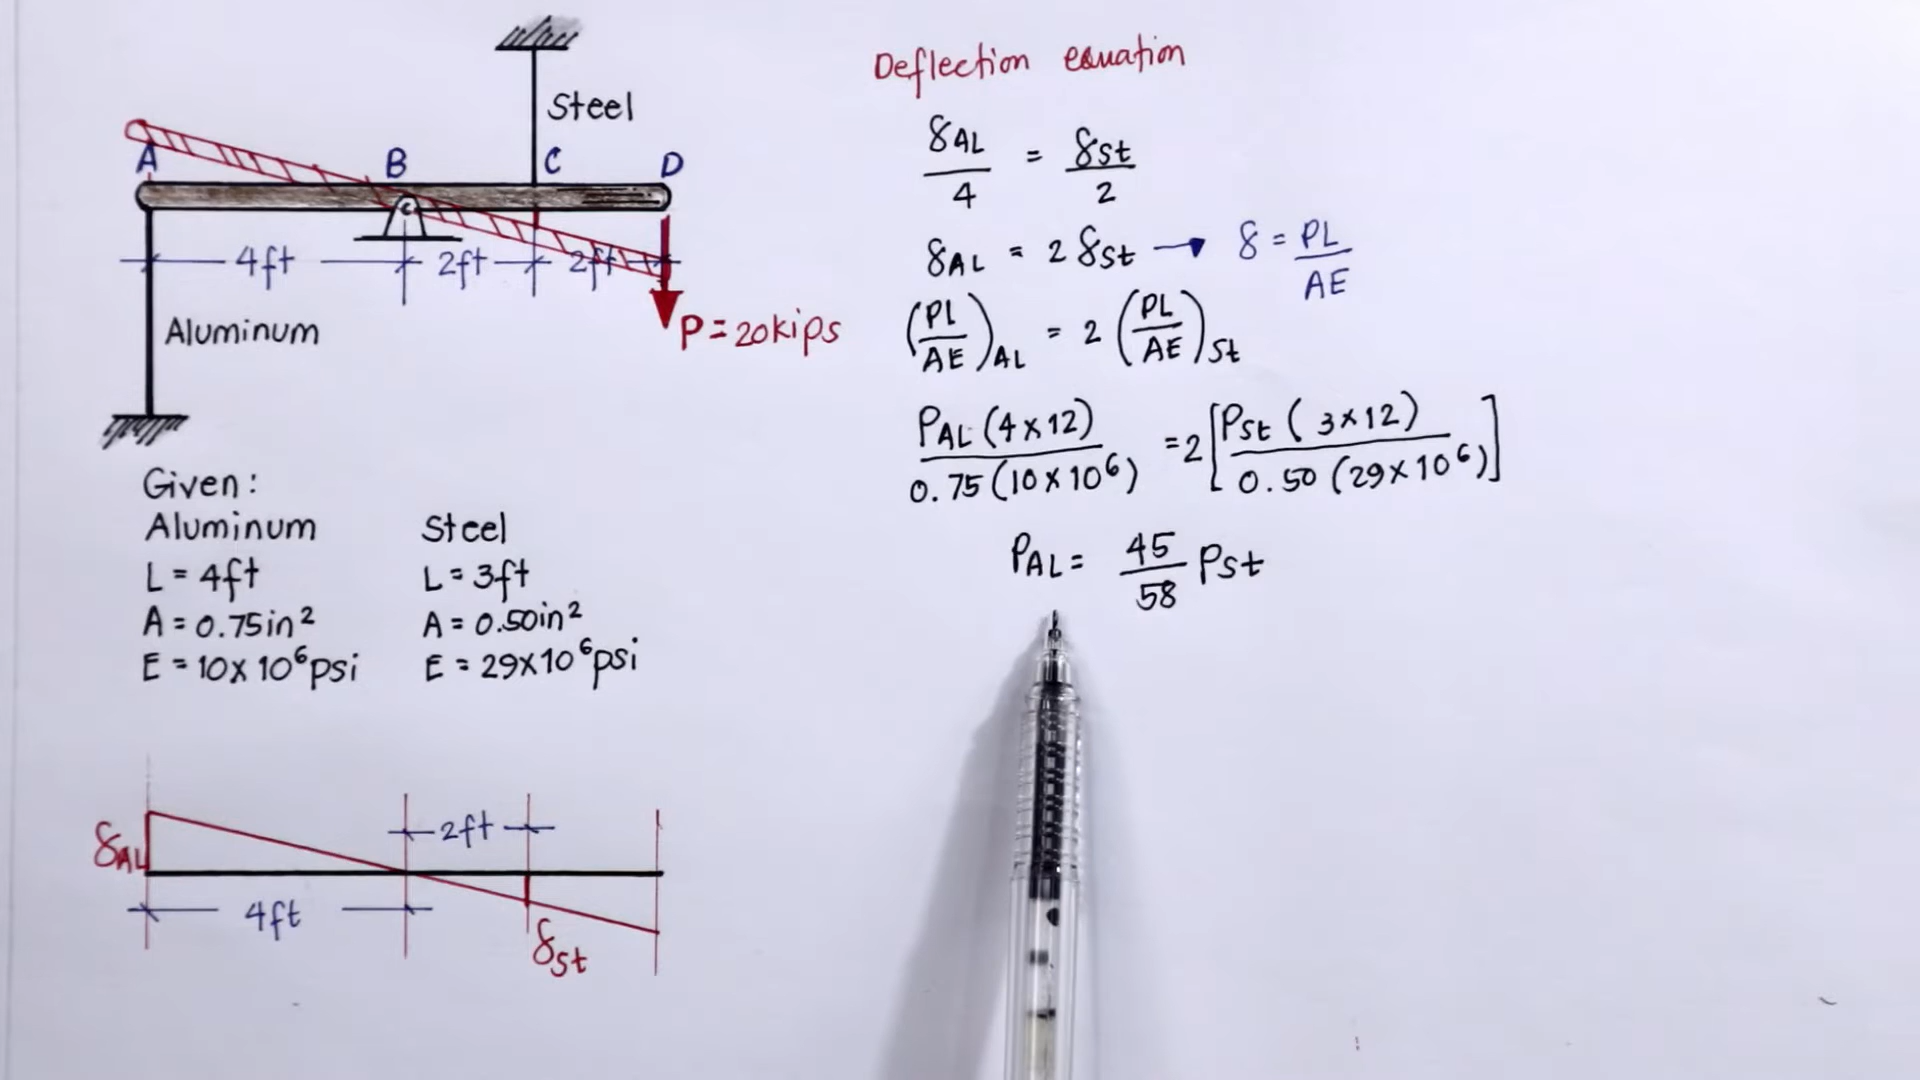 Steel
A B C D
4ft 2ft 2ft
Aluminum
P = 20kips
Given:
Aluminum Steel
L = 4ft L = 3ft
A = 0.75in² A = 0.50in²
E = 10x10⁶psi E = 29x10⁶psi
δAL
2ft
4ft
δst
Deflection equation
δAL/4 = δst/2
δAL = 2 δst → δ = PL/AE
(PL/AE)AL = 2 (PL/AE)st
PAL (4x12)/0.75(10x10⁶) = 2[Pst (3x12)/0.50 (29x10⁶)]
PAL = 45/58 Pst